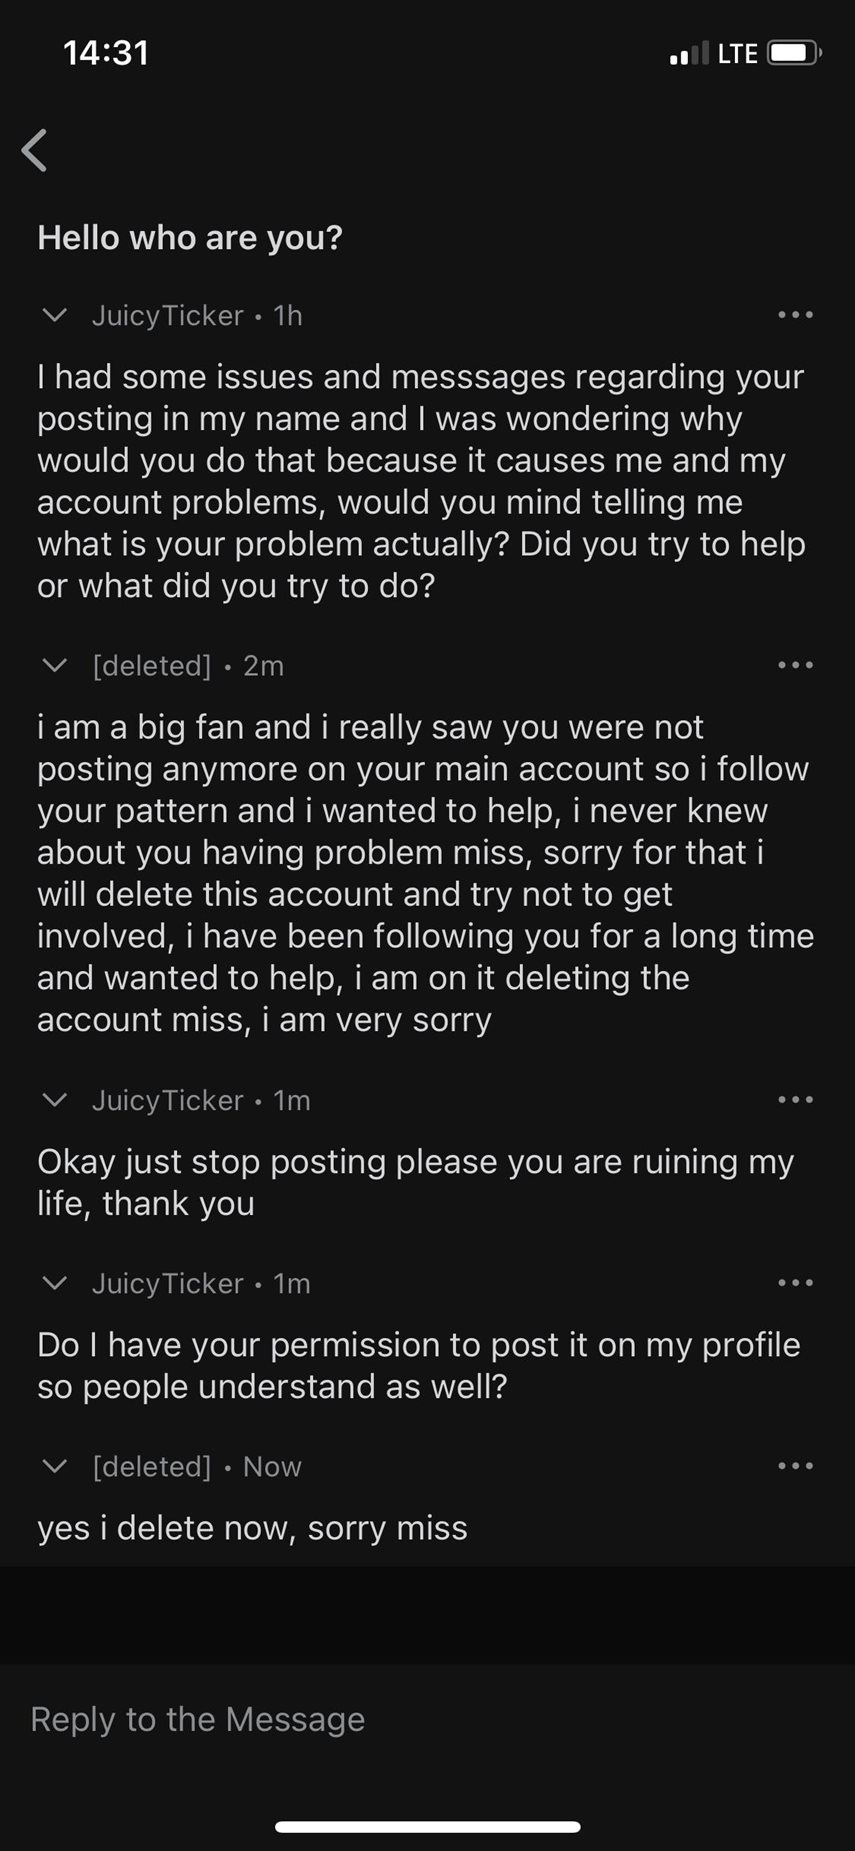 14:31
LTE
Hello who are you?
JuicyTicker • 1h
I had some issues and messsages regarding your
posting in my name and I was wondering why
would you do that because it causes me and my
account problems, would you mind telling me
what is your problem actually? Did you try to help
or what did you try to do?
[deleted] • 2m
i am a big fan and i really saw you were not
posting anymore on your main account so i follow
your pattern and i wanted to help, i never knew
about you having problem miss, sorry for that i
will delete this account and try not to get
involved, i have been following you for a long time
and wanted to help, i am on it deleting the
account miss, i am very sorry
JuicyTicker • 1m
Okay just stop posting please you are ruining my
life, thank you
JuicyTicker • 1m
Do I have your permission to post it on my profile
so people understand as well?
[deleted] • Now
yes i delete now, sorry miss
Reply to the Message